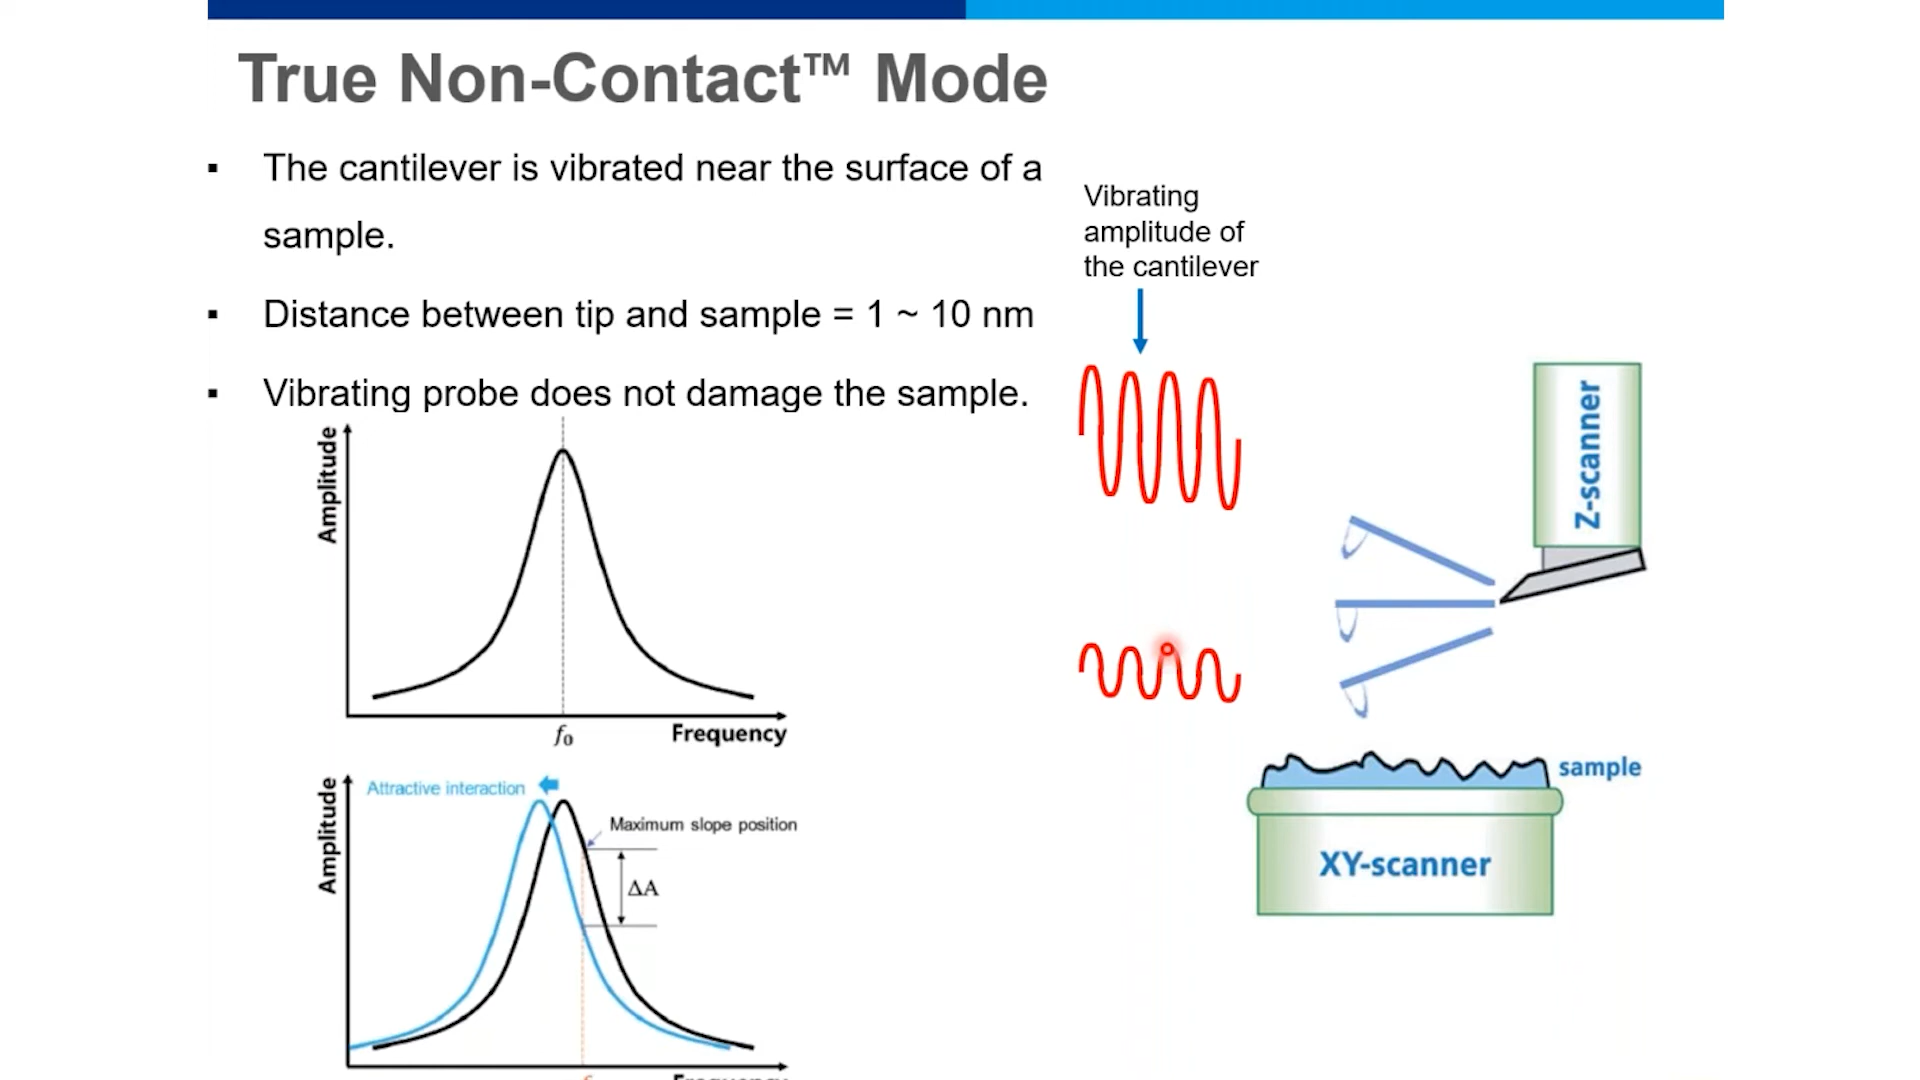 True Non-Contact™ Mode
▪ The cantilever is vibrated near the surface of a
sample.
▪ Distance between tip and sample = 1 ~ 10 nm
▪ Vibrating probe does not damage the sample.
Vibrating
amplitude of
the cantilever
Amplitude
f0
Frequency
Z-scanner
sample
XY-scanner
Amplitude
Attractive interaction
Maximum slope position
ΔA